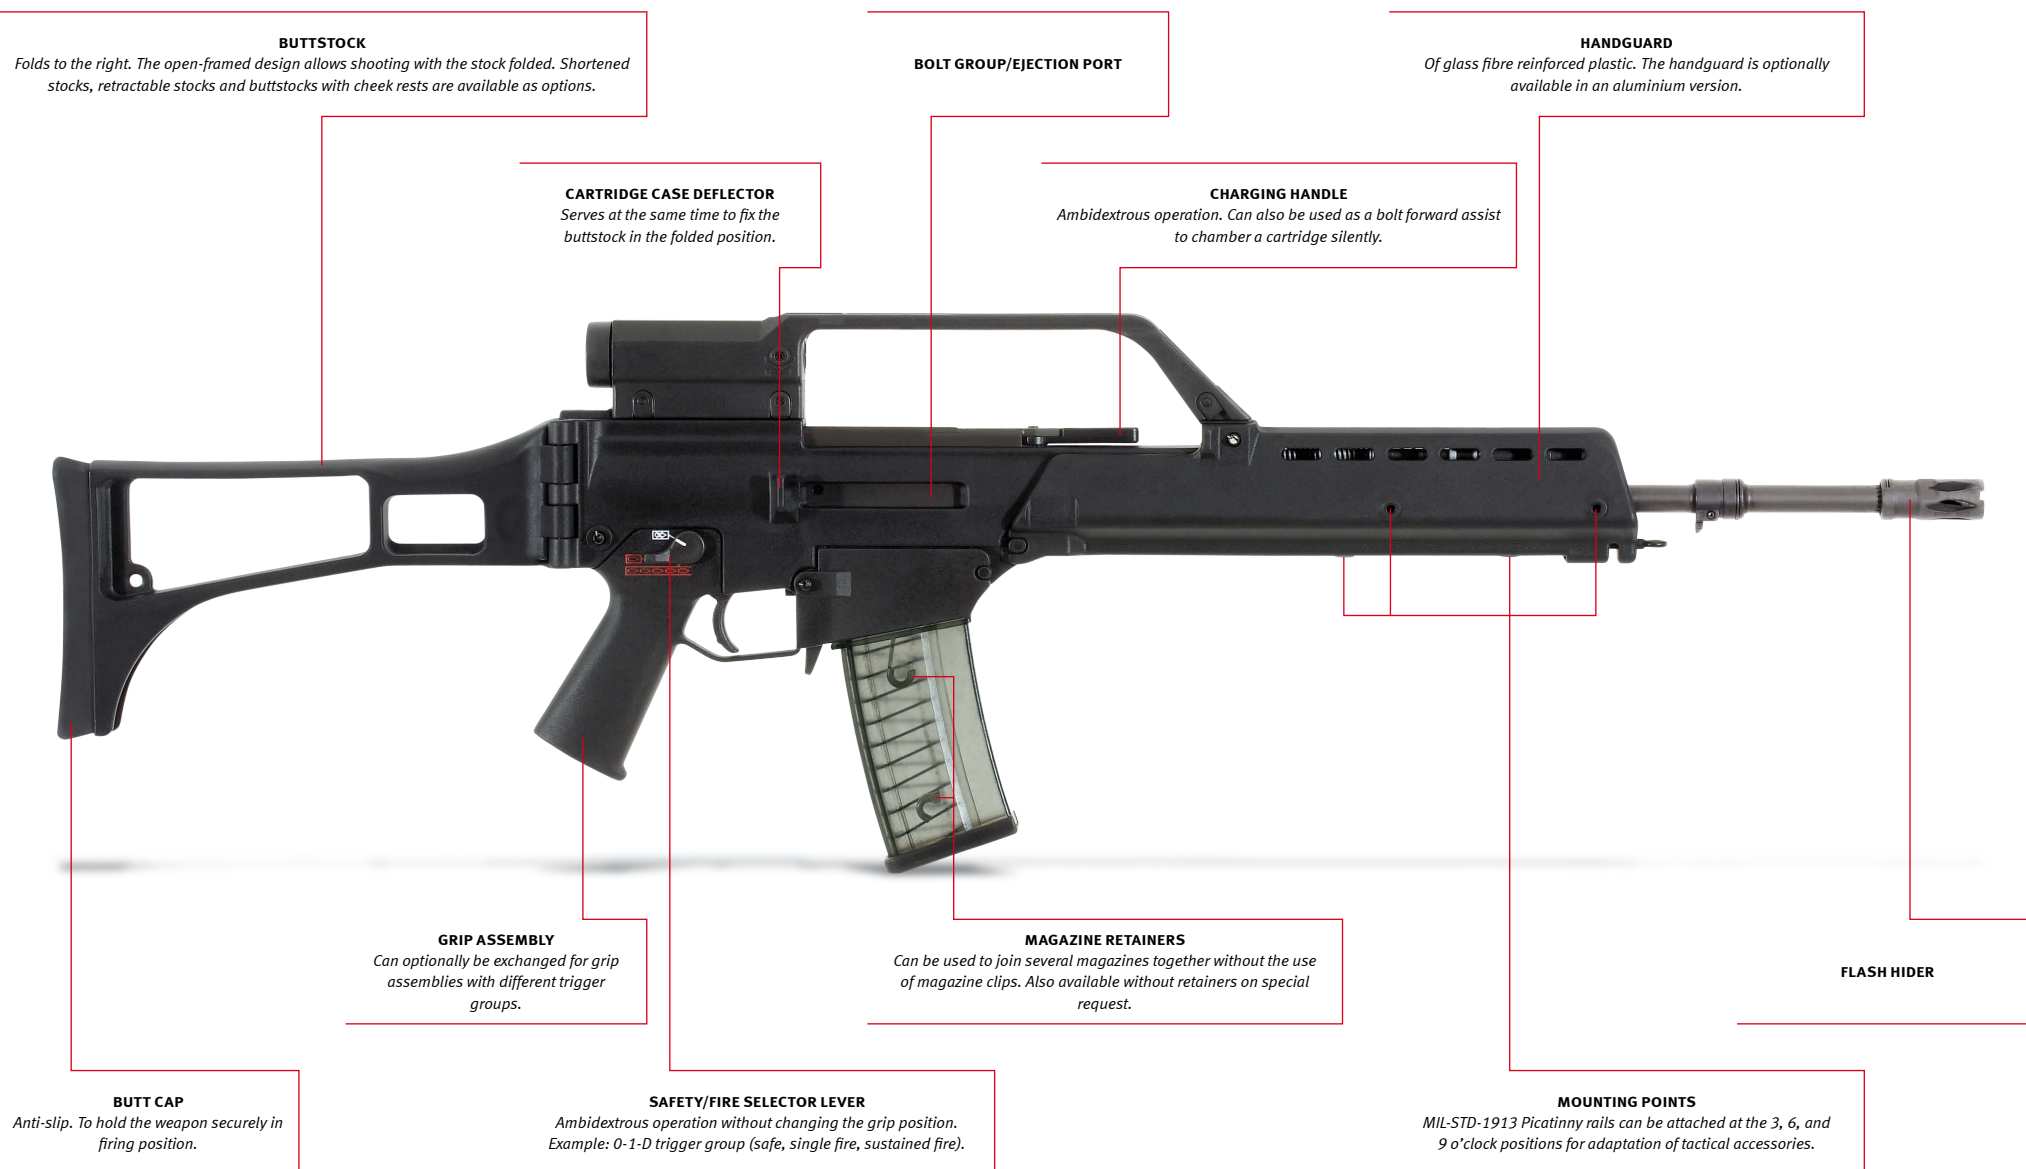 BUTTSTOCK
Folds to the right. The open-framed design allows shooting with the stock folded. Shortened
stocks, retractable stocks and buttstocks with cheek rests are available as options.
BOLT GROUP/EJECTION PORT
HANDGUARD
Of glass fibre reinforced plastic. The handguard is optionally
available in an aluminium version.
CARTRIDGE CASE DEFLECTOR
Serves at the same time to fix the
buttstock in the folded position.
CHARGING HANDLE
Ambidextrous operation. Can also be used as a bolt forward assist
to chamber a cartridge silently.
GRIP ASSEMBLY
Can optionally be exchanged for grip
assemblies with different trigger
groups.
MAGAZINE RETAINERS
Can be used to join several magazines together without the use
of magazine clips. Also available without retainers on special
request.
FLASH HIDER
BUTT CAP
Anti-slip. To hold the weapon securely in
firing position.
SAFETY/FIRE SELECTOR LEVER
Ambidextrous operation without changing the grip position.
Example: 0-1-D trigger group (safe, single fire, sustained fire).
MOUNTING POINTS
MIL-STD-1913 Picatinny rails can be attached at the 3, 6, and
9 o'clock positions for adaptation of tactical accessories.